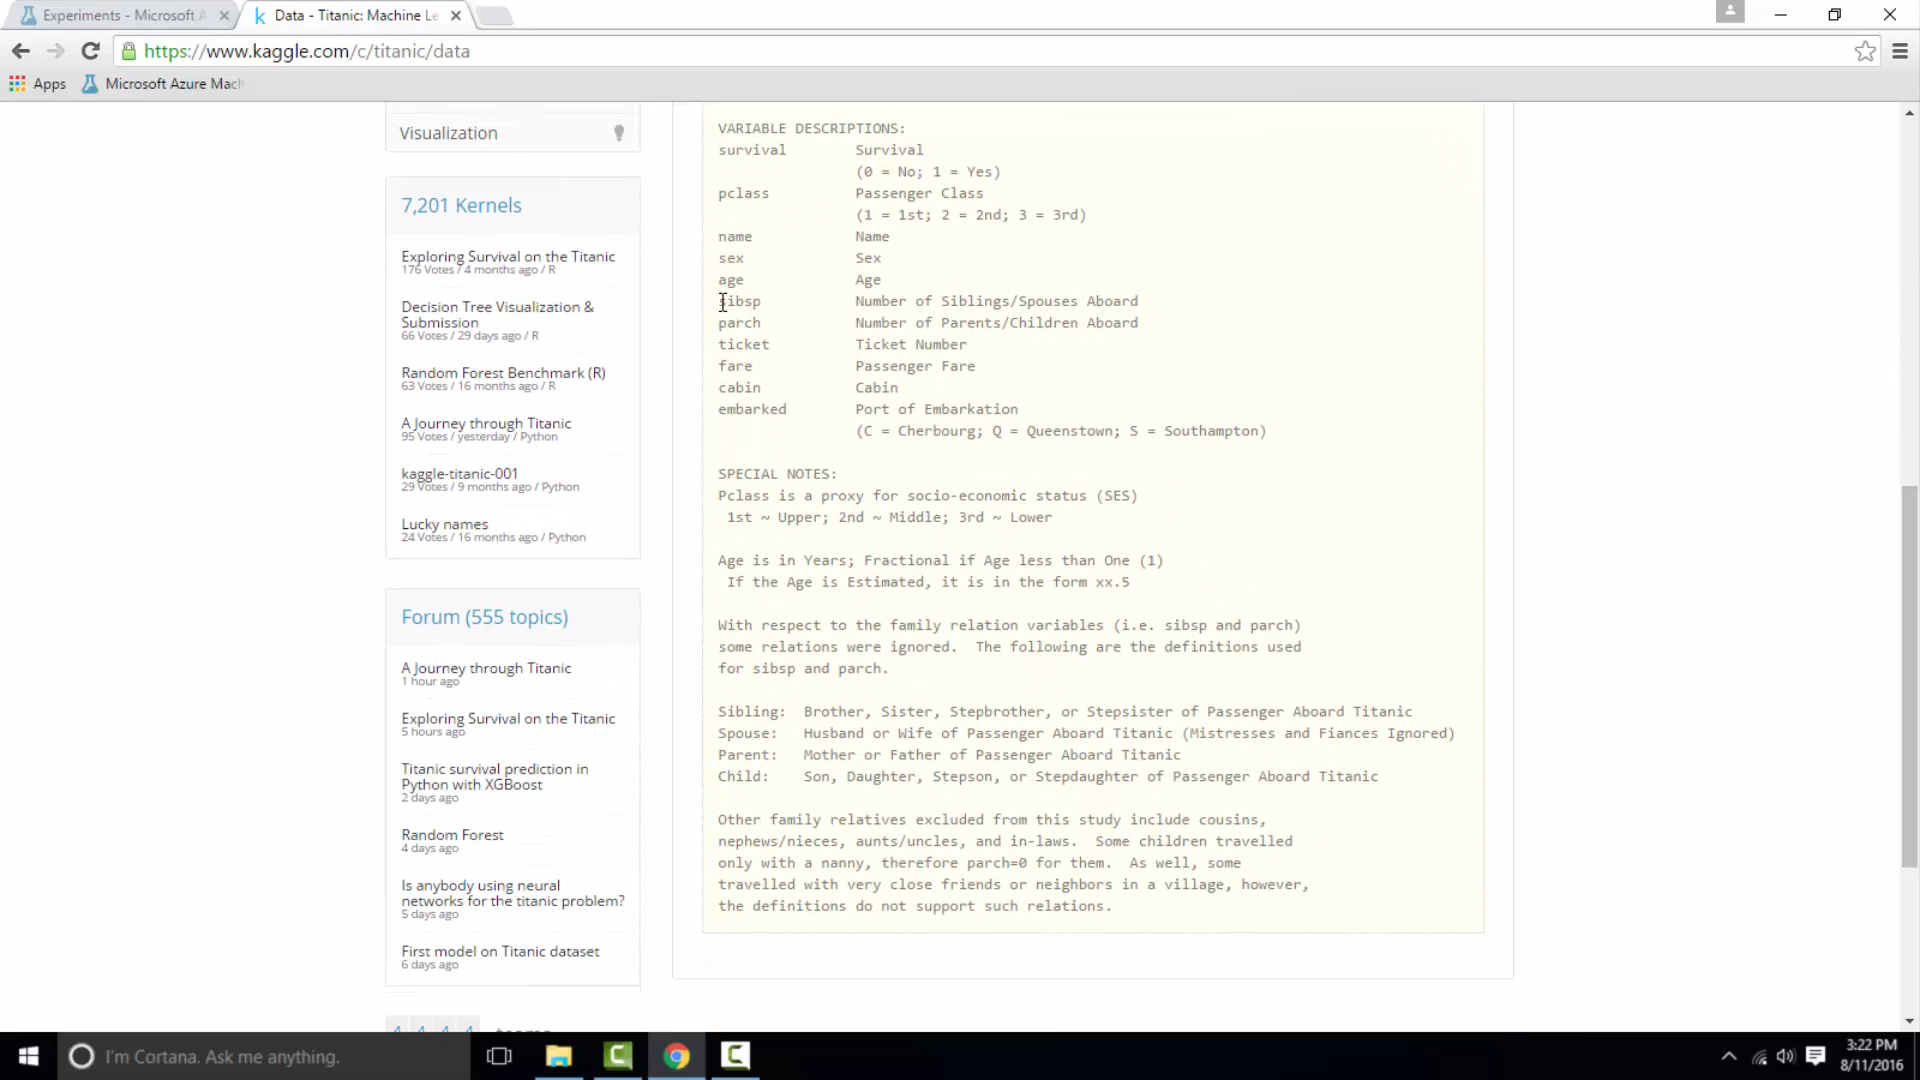 Experiments - Microsoft A
Data - Titanic: Machine Le
https://www.kaggle.com/c/titanic/data
Apps
Microsoft Azure Mach
Visualization
7,201 Kernels
Exploring Survival on the Titanic
176 Votes / 4 months ago / R
Decision Tree Visualization &
Submission
66 Votes / 29 days ago / R
Random Forest Benchmark (R)
63 Votes / 16 months ago / R
A Journey through Titanic
95 Votes / yesterday / Python
kaggle-titanic-001
29 Votes / 9 months ago / Python
Lucky names
24 Votes / 16 months ago / Python
Forum (555 topics)
A Journey through Titanic
1 hour ago
Exploring Survival on the Titanic
5 hours ago
Titanic survival prediction in
Python with XGBoost
2 days ago
Random Forest
4 days ago
Is anybody using neural
networks for the titanic problem?
5 days ago
First model on Titanic dataset
6 days ago
VARIABLE DESCRIPTIONS:
survival Survival
(0 = No; 1 = Yes)
pclass Passenger Class
(1 = 1st; 2 = 2nd; 3 = 3rd)
name Name
sex Sex
age Age
sibsp Number of Siblings/Spouses Aboard
parch Number of Parents/Children Aboard
ticket Ticket Number
fare Passenger Fare
cabin Cabin
embarked Port of Embarkation
(C = Cherbourg; Q = Queenstown; S = Southampton)
SPECIAL NOTES:
Pclass is a proxy for socio-economic status (SES)
1st ~ Upper; 2nd ~ Middle; 3rd ~ Lower
Age is in Years; Fractional if Age less than One (1)
If the Age is Estimated, it is in the form xx.5
With respect to the family relation variables (i.e. sibsp and parch)
some relations were ignored. The following are the definitions used
for sibsp and parch.
Sibling: Brother, Sister, Stepbrother, or Stepsister of Passenger Aboard Titanic
Spouse: Husband or Wife of Passenger Aboard Titanic (Mistresses and Fiances Ignored)
Parent: Mother or Father of Passenger Aboard Titanic
Child: Son, Daughter, Stepson, or Stepdaughter of Passenger Aboard Titanic
Other family relatives excluded from this study include cousins,
nephews/nieces, aunts/uncles, and in-laws. Some children travelled
only with a nanny, therefore parch=0 for them. As well, some
travelled with very close friends or neighbors in a village, however,
the definitions do not support such relations.
I'm Cortana. Ask me anything.
3:22 PM
8/11/2016